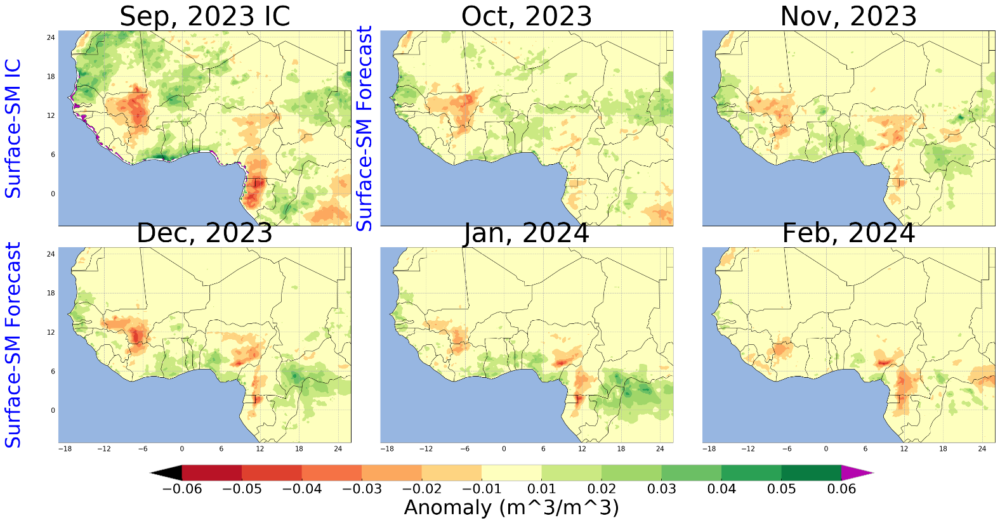 Sep, 2023 IC
Oct, 2023
Nov, 2023
Surface-SM IC
24
18
12
6
0
Surface-SM Forecast
Dec, 2023
Jan, 2024
Feb, 2024
Surface-SM Forecast
24
18
12
6
0
−18 −12 −6 0 6 12 18 24
−18 −12 −6 0 6 12 18 24
−18 −12 −6 0 6 12 18 24
−0.06 −0.05 −0.04 −0.03 −0.02 −0.01 0.01 0.02 0.03 0.04 0.05 0.06
Anomaly (m^3/m^3)